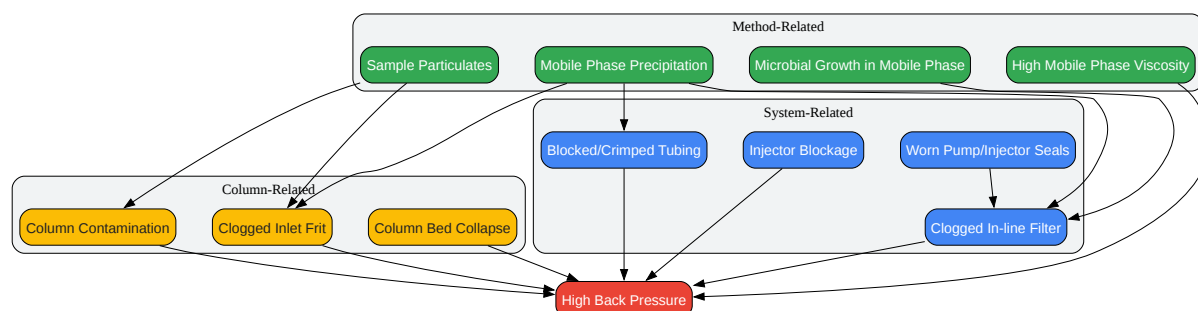 Method-Related
Sample Particulates
Mobile Phase Precipitation
Microbial Growth in Mobile Phase
High Mobile Phase Viscosity
System-Related
Blocked/Crimped Tubing
Injector Blockage
Worn Pump/Injector Seals
Column-Related
Column Contamination
Clogged Inlet Frit
Column Bed Collapse
Clogged In-line Filter
High Back Pressure